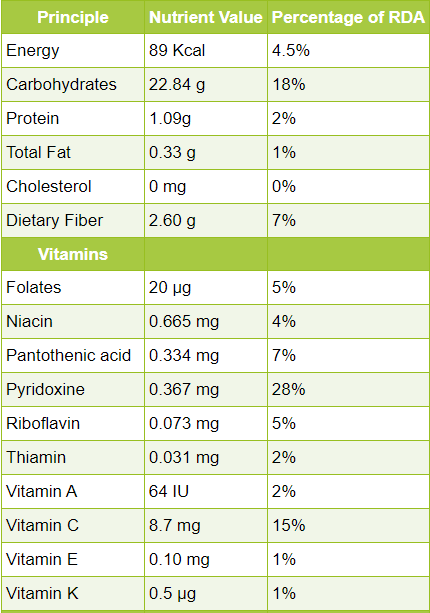 Principle Nutrient Value Percentage of RDA
Energy 89 Kcal 4.5%
Carbohydrates 22.84 g 18%
Protein 1.09g 2%
Total Fat 0.33 g 1%
Cholesterol 0 mg 0%
Dietary Fiber 2.60 g 7%
Vitamins
Folates 20 µg 5%
Niacin 0.665 mg 4%
Pantothenic acid 0.334 mg 7%
Pyridoxine 0.367 mg 28%
Riboflavin 0.073 mg 5%
Thiamin 0.031 mg 2%
Vitamin A 64 IU 2%
Vitamin C 8.7 mg 15%
Vitamin E 0.10 mg 1%
Vitamin K 0.5 µg 1%